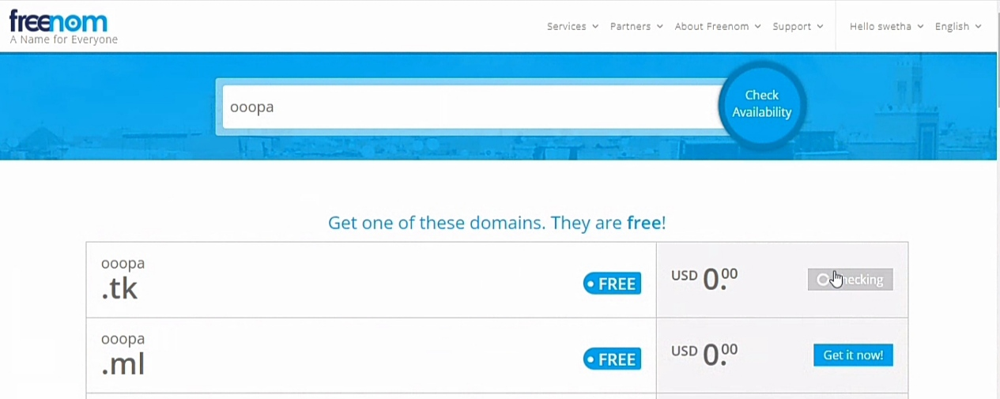 freenom
A Name for Everyone
Services Partners About Freenom Support Hello swetha English
ooopa
Check
Availability
Get one of these domains. They are free!
ooopa
.tk
FREE
USD 0.00
ooopa
.ml
FREE
USD 0.00
Get it now!